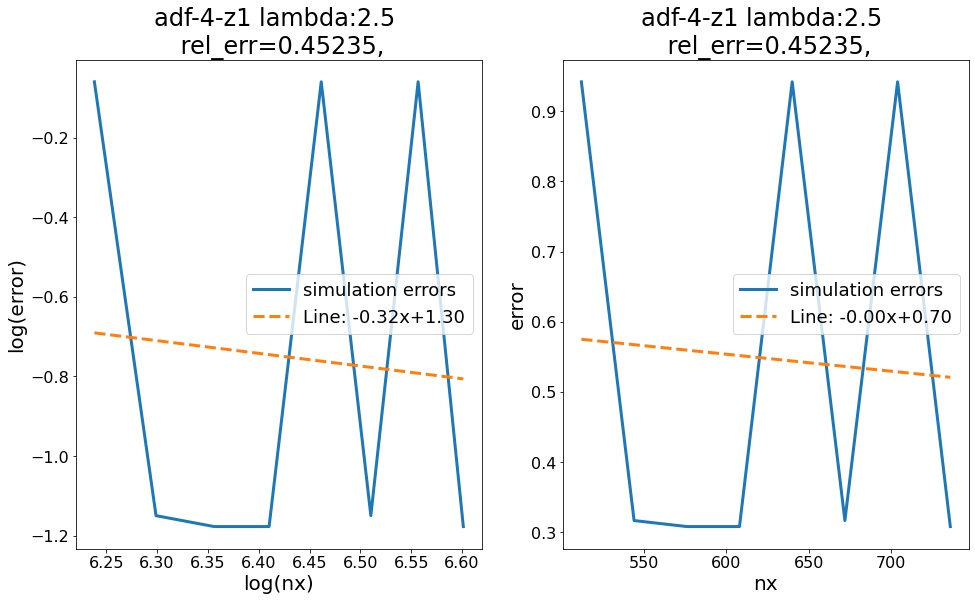 adf-4-z1 lambda:2.5
rel_err=0.45235,
log(error)
−0.2
−0.4
−0.6
−0.8
−1.0
−1.2
simulation errors
Line: -0.32x+1.30
6.25
6.30
6.35
6.40
6.45
6.50
6.55
6.60
log(nx)
adf-4-z1 lambda:2.5
rel_err=0.45235,
error
0.9
0.8
0.7
0.6
0.5
0.4
0.3
simulation errors
Line: -0.00x+0.70
550
600
650
700
nx